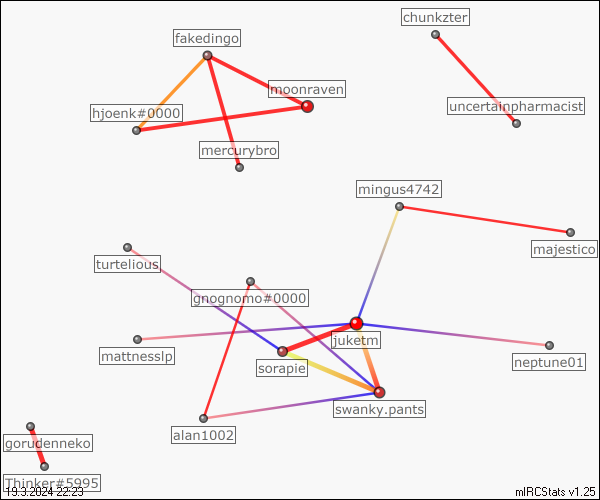 chunkzter
fakedingo
moonraven
uncertainpharmacist
hjoenk#0000
mercurybro
mingus4742
majestico
turtelious
gnognomo#0000
juketm
mattnesslp
sorapie
neptune01
swanky.pants
alan1002
gorudenneko
Thinker#5995
19.3.2024 22:23
mIRCStats v1.25